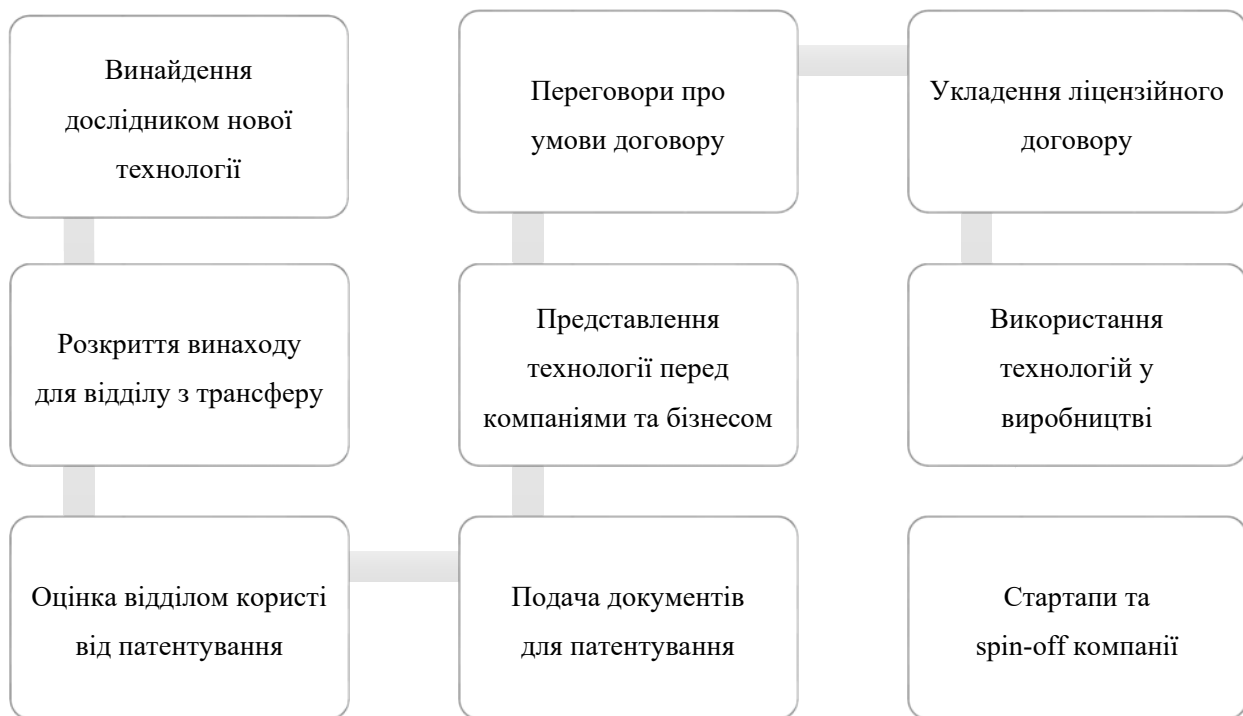 Винайдення
дослідником нової
технології
Розкриття винаходу
для відділу з трансферу
Оцінка відділом користі
від патентування
Подача документів
для патентування
Представлення
технології перед
компаніями та бізнесом
Переговори про
умови договору
Укладення ліцензійного
договору
Використання
технологій у
виробництві
Стартапи та
spin-off компанії